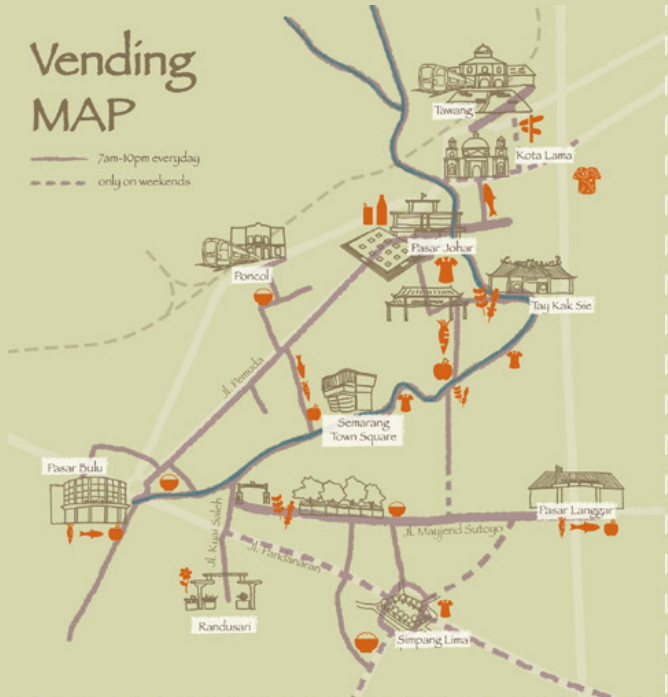 Vending
MAP
7am-10pm everyday
only on weekends
Tawang
Kota Lama
Pasar Johar
Poncol
Tay Kak Sie
Jl. Pemuda
Semarang
Town Square
Pasar Bulu
Pasar Langgar
Jl. Kyai Saleh
Jl. Mayjend Sutoyo
Jl. Pandanaran
Randusari
Simpang Lima